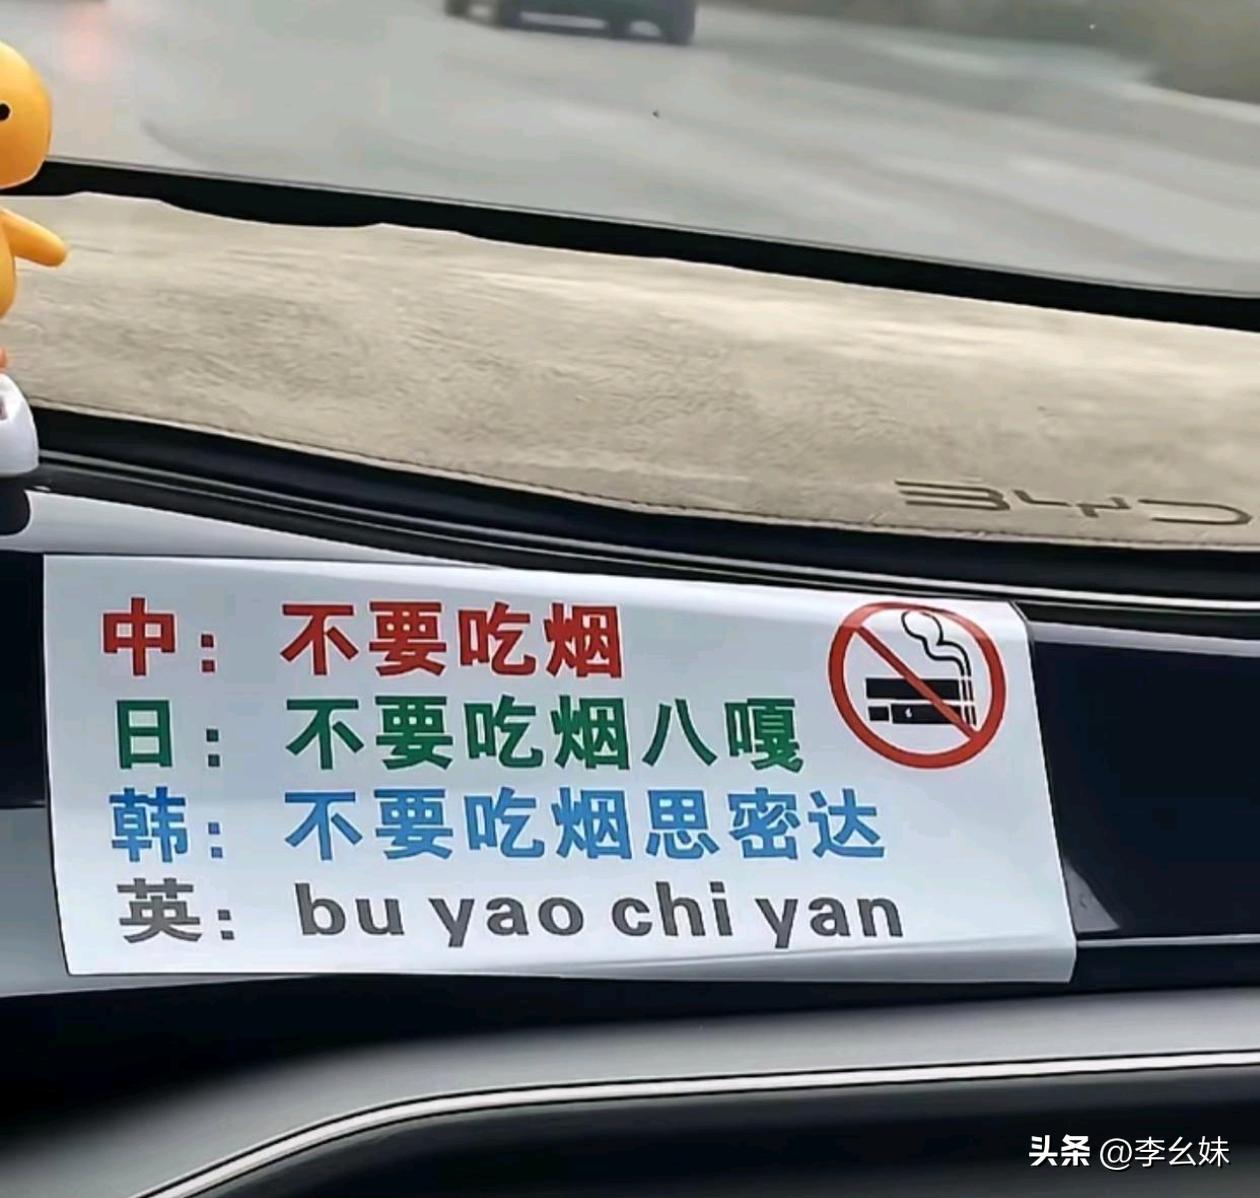 BYD
中：不要吃烟
日：不要吃烟八嘎
韩：不要吃烟思密达
英：bu yao chi yan
头条 @李幺妹